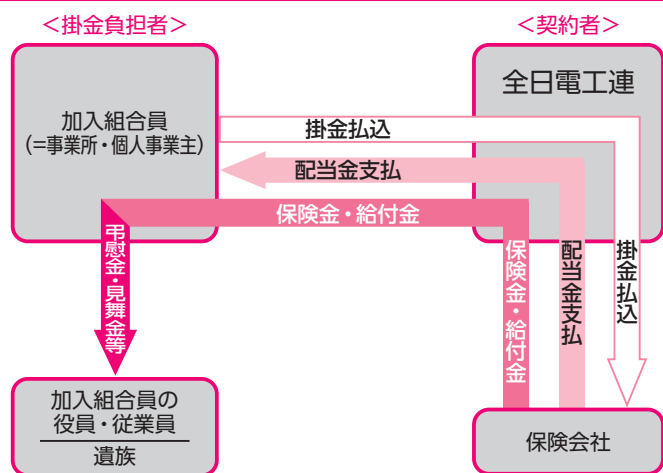 ＜掛金負担者＞
＜契約者＞
加入組合員
（＝事業所・個人事業主）
全日電工連
掛金払込
配当金支払
保険金・給付金
弔慰金・見舞金等
保険金・給付金
配当金支払
掛金払込
加入組合員の
役員・従業員
遺族
保険会社